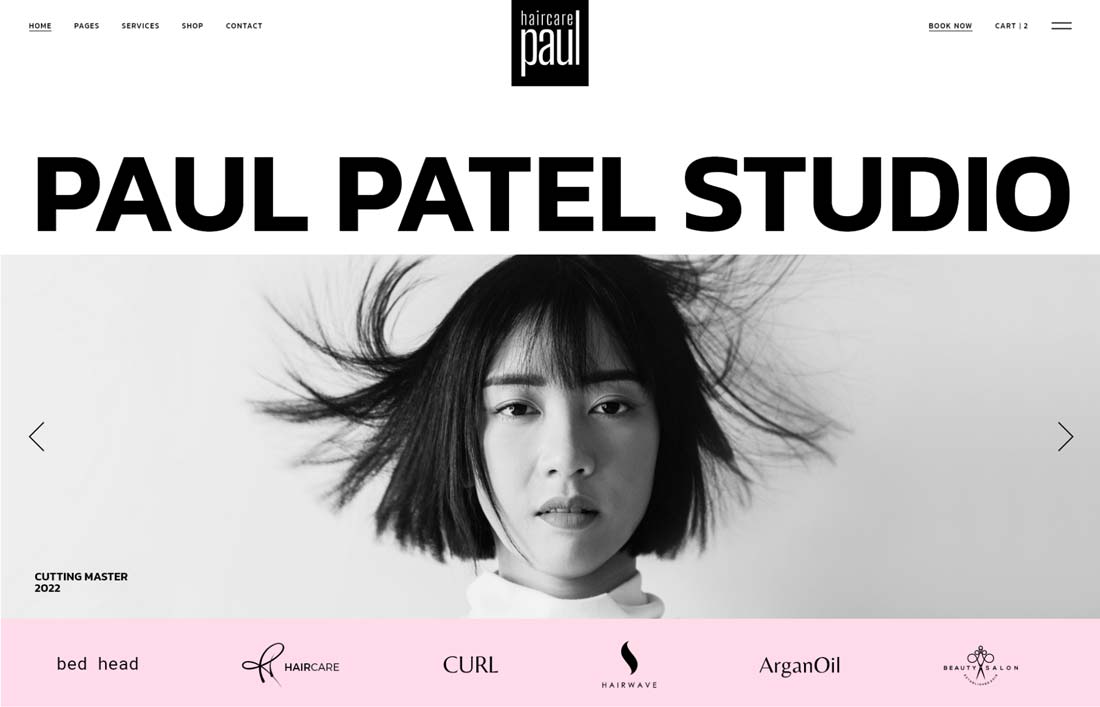 HOME PAGES SERVICES SHOP CONTACT
haircare
paul
BOOK NOW CART | 2
PAUL PATEL STUDIO
CUTTING MASTER
2022
bed head
HAIRCARE
CURL
HAIRWAVE
ArganOil
BEAUTY SALON